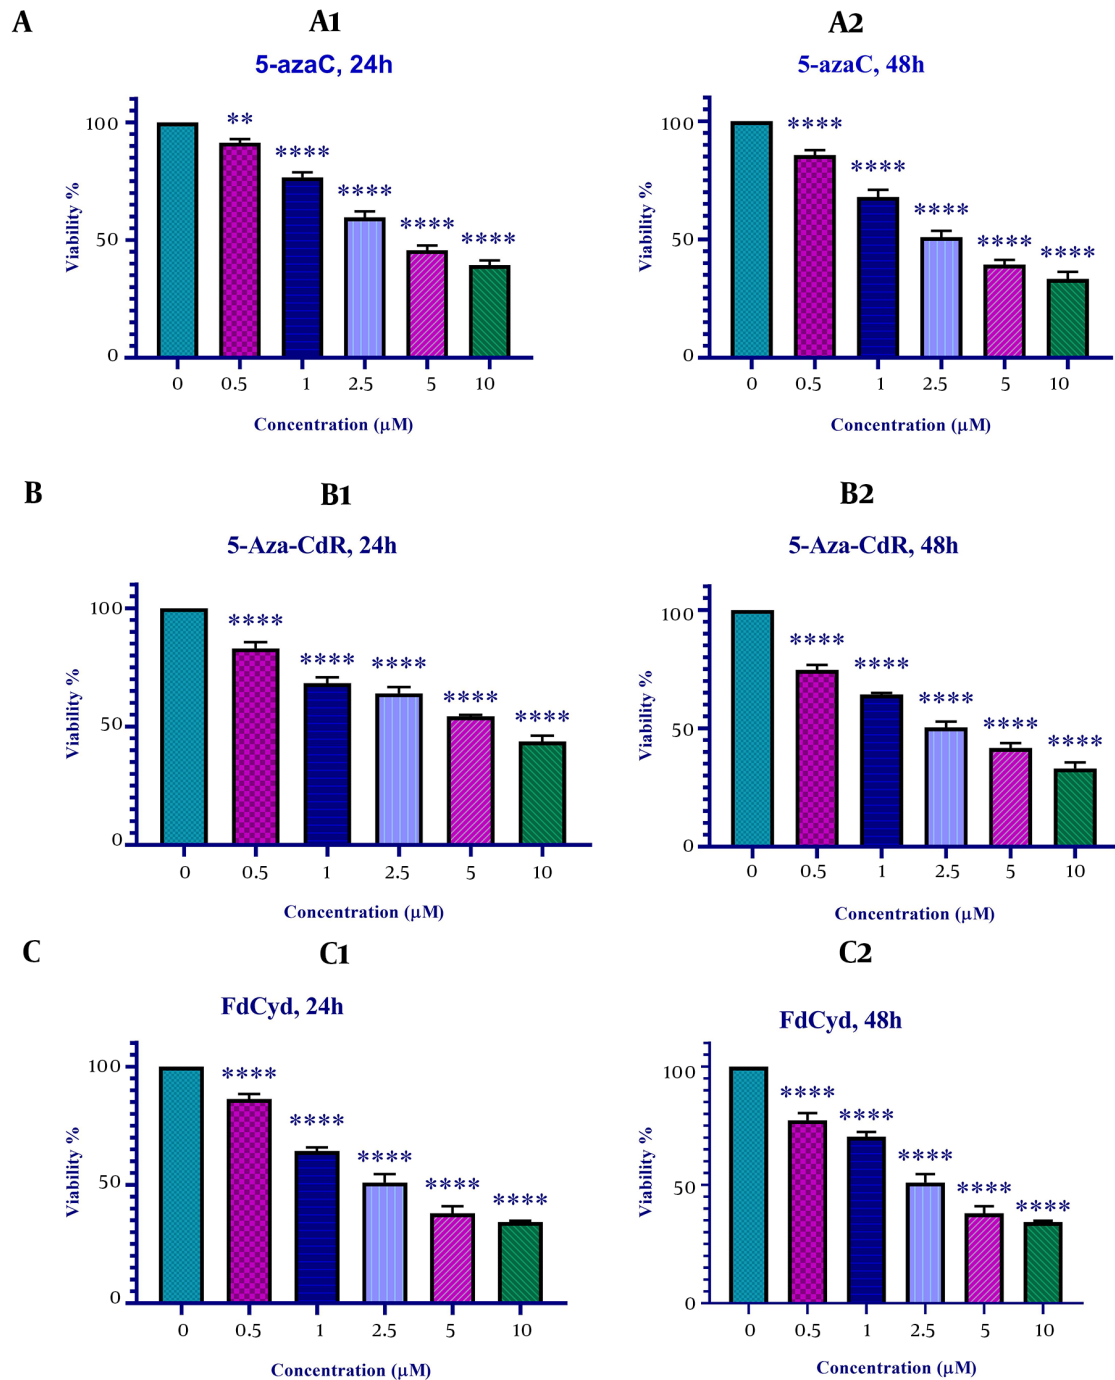 A
A1
A2
5-azaC, 24h
5-azaC, 48h
Viability %
100
50
0
**
****
****
****
****
0 0.5 1 2.5 5 10
Concentration (μM)
Viability %
100
50
0
****
****
****
****
****
0 0.5 1 2.5 5 10
Concentration (μM)
B
B1
B2
5-Aza-CdR, 24h
5-Aza-CdR, 48h
Viability %
100
50
0
****
****
****
****
****
0 0.5 1 2.5 5 10
Concentration (μM)
Viability %
100
50
0
****
****
****
****
****
0 0.5 1 2.5 5 10
Concentration (μM)
C
C1
C2
FdCyd, 24h
FdCyd, 48h
Viability %
100
50
0
****
****
****
****
****
0 0.5 1 2.5 5 10
Concentration (μM)
Viability %
100
50
0
****
****
****
****
****
0 0.5 1 2.5 5 10
Concentration (μM)